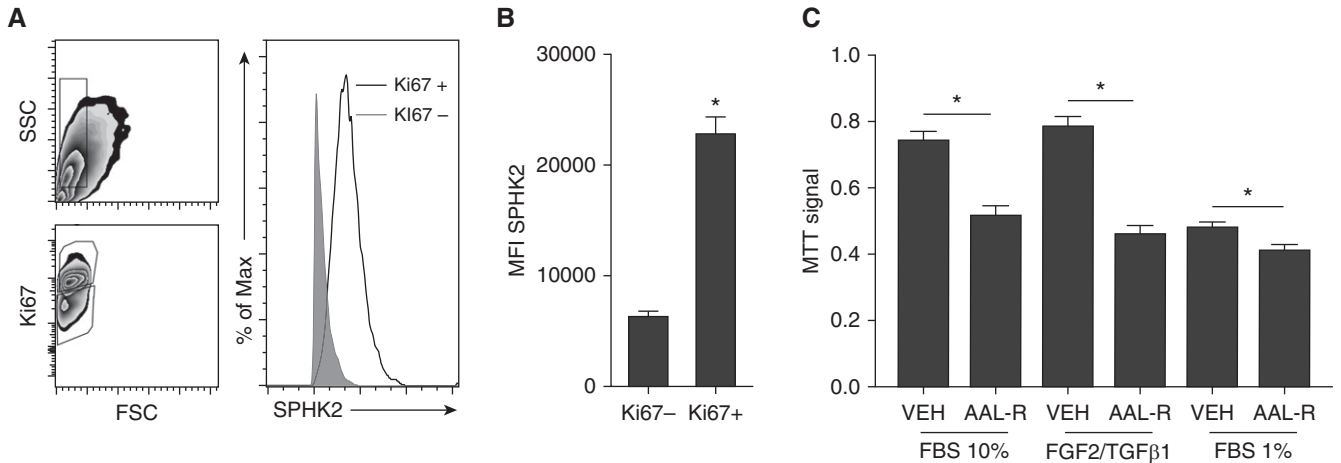 A
SSC
Ki67
FSC
% of Max
Ki67 +
KI67 –
SPHK2
B
MFI SPHK2
30000
20000
10000
0
*
Ki67– Ki67+
C
MTT signal
1.0
0.8
0.6
0.4
0.2
0.0
* * *
VEH AAL-R VEH AAL-R VEH AAL-R
FBS 10% FGF2/TGFβ1 FBS 1%